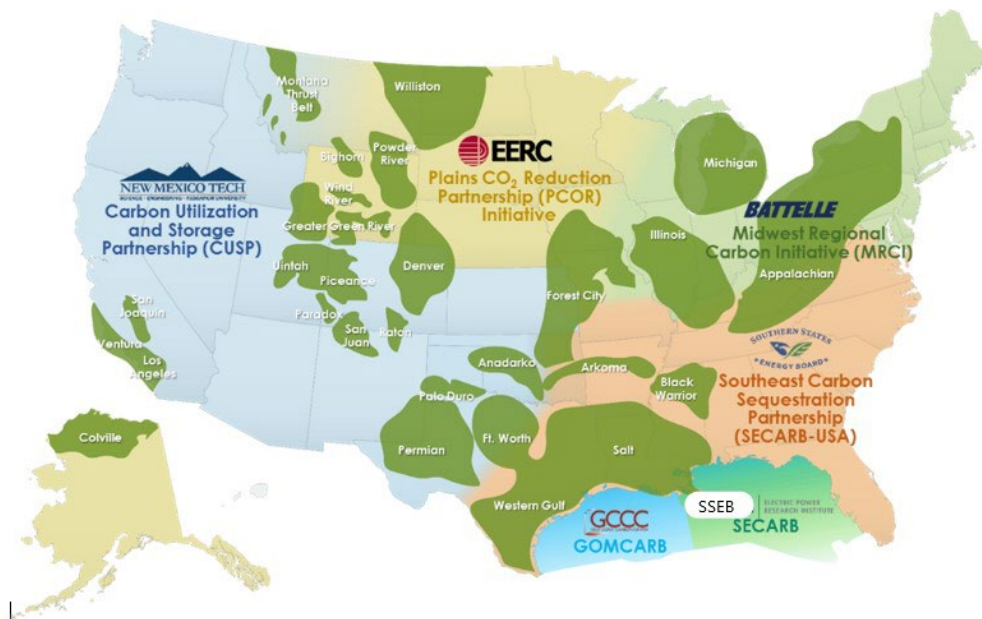 Montana
Thrust
Belt
Williston
Bighorn
Powder
River
Wind
River
Greater Green River
Uintah
Piceance
Denver
Paradox
San
Juan
Raton
San
Joaquin
Ventura
Los
Angeles
NEW MEXICO TECH
SCIENCE • ENGINEERING • RESEARCH UNIVERSITY
Carbon Utilization
and Storage
Partnership (CUSP)
EERC
Plains CO₂ Reduction
Partnership (PCOR)
Initiative
Michigan
BATTELLE
Midwest Regional
Carbon Initiative (MRCI)
Illinois
Appalachian
Forest City
Anadarko
Arkoma
Palo Duro
Black
Warrior
Permian
Ft. Worth
Salt
Western Gulf
SOUTHERN STATES
ENERGY BOARD
Southeast Carbon
Sequestration
Partnership
(SECARB-USA)
GCCC
GOMCARB
SSEB
ELECTRIC POWER
RESEARCH INSTITUTE
SECARB
Colville